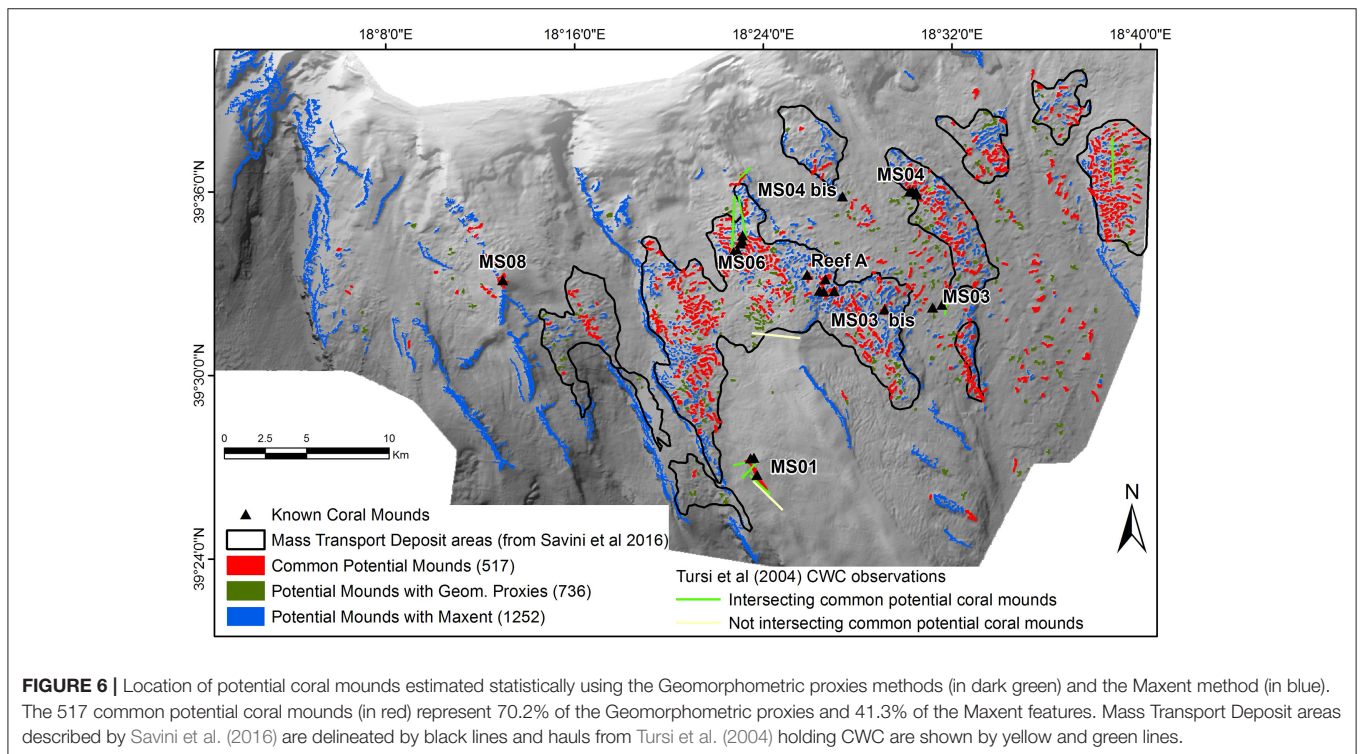 18°8'0"E 18°16'0"E 18°24'0"E 18°32'0"E 18°40'0"E
39°36'0"N
39°30'0"N
39°24'0"N
MS04 bis
MS04
MS06
Reef A
MS08
MS03
MS03 bis
MS01
0 2.5 5 10
Km
N
Known Coral Mounds
Mass Transport Deposit areas (from Savini et al 2016)
Common Potential Mounds (517)
Potential Mounds with Geom. Proxies (736)
Potential Mounds with Maxent (1252)
Tursi et al (2004) CWC observations
Intersecting common potential coral mounds
Not intersecting common potential coral mounds
FIGURE 6 | Location of potential coral mounds estimated statistically using the Geomorphometric proxies methods (in dark green) and the Maxent method (in blue).
The 517 common potential coral mounds (in red) represent 70.2% of the Geomorphometric proxies and 41.3% of the Maxent features. Mass Transport Deposit areas
described by Savini et al. (2016) are delineated by black lines and hauls from Tursi et al. (2004) holding CWC are shown by yellow and green lines.